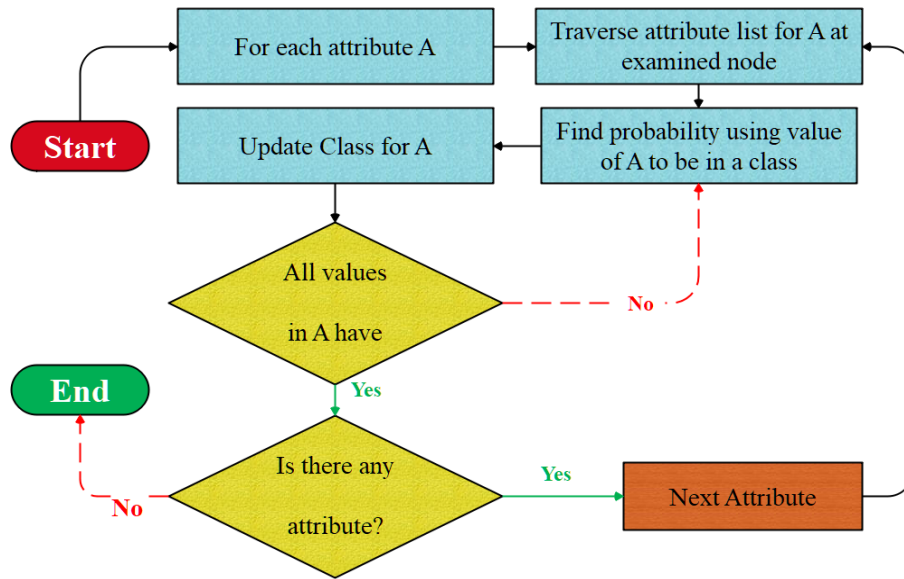 For each attribute A
Traverse attribute list for A at
examined node
Start
Update Class for A
Find probability using value
of A to be in a class
All values
in A have
No
Yes
End
Is there any
attribute?
Yes
Next Attribute
No